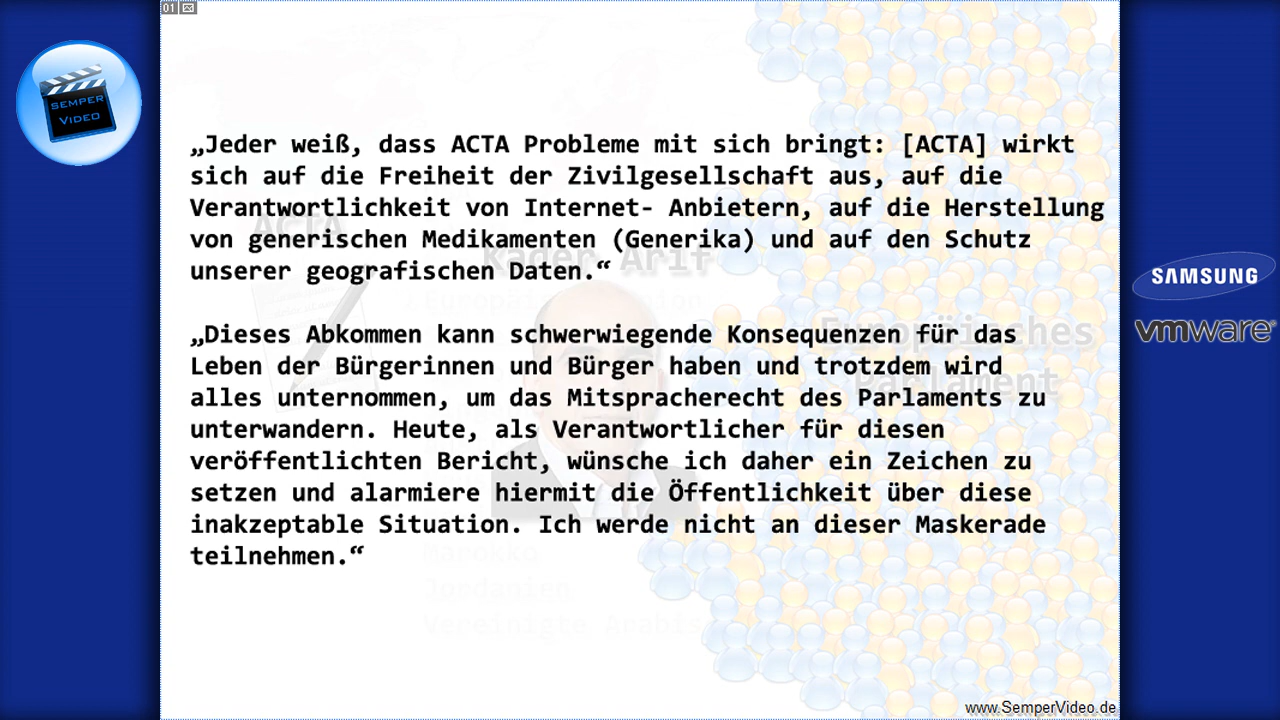 01
SEMPER
VIDEO
„Jeder weiß, dass ACTA Probleme mit sich bringt: [ACTA] wirkt
sich auf die Freiheit der Zivilgesellschaft aus, auf die
Verantwortlichkeit von Internet- Anbietern, auf die Herstellung
von generischen Medikamenten (Generika) und auf den Schutz
unserer geografischen Daten.“
„Dieses Abkommen kann schwerwiegende Konsequenzen für das
Leben der Bürgerinnen und Bürger haben und trotzdem wird
alles unternommen, um das Mitspracherecht des Parlaments zu
unterwandern. Heute, als Verantwortlicher für diesen
veröffentlichten Bericht, wünsche ich daher ein Zeichen zu
setzen und alarmiere hiermit die Öffentlichkeit über diese
inakzeptable Situation. Ich werde nicht an dieser Maskerade
teilnehmen.“
ACTA
Kader Arif
Europäisches
Parlament
Marokko
Jordanien
Vereinigte
SAMSUNG
vmware
www.SemperVideo.de